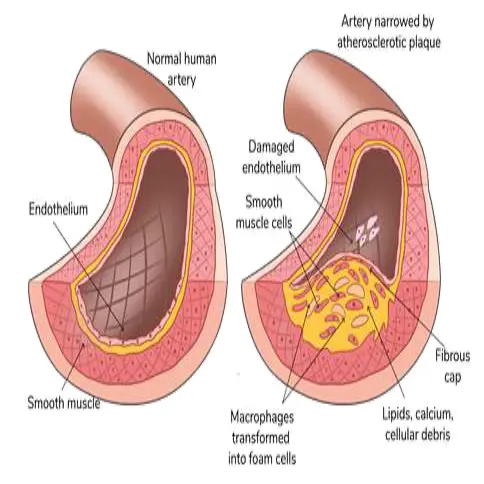 Artery narrowed by
atherosclerotic plaque
Normal human
artery
Damaged
endothelium
Smooth
muscle cells
Endothelium
Smooth muscle
Fibrous
cap
Macrophages
transformed
into foam cells
Lipids, calcium,
cellular debris